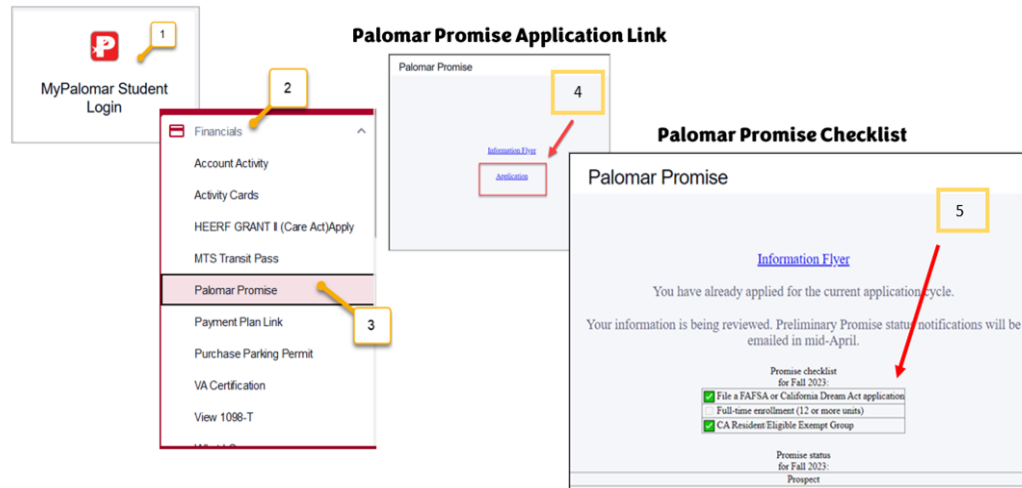 1
MyPalomar Student
Login
Palomar Promise Application Link
2
Financials
Account Activity
Activity Cards
HEERF GRANT II (Care Act)Apply
MTS Transit Pass
Palomar Promise
3
Payment Plan Link
Purchase Parking Permit
VA Certification
View 1098-T
Palomar Promise
4
Information Flyer
Application
Palomar Promise Checklist
Palomar Promise
5
Information Flyer
You have already applied for the current application cycle.
Your information is being reviewed. Preliminary Promise status notifications will be
emailed in mid-April.
Promise checklist
for Fall 2023:
File a FAFSA or California Dream Act application
Full-time enrollment (12 or more units)
CA Resident/Eligible Exempt Group
Promise status
for Fall 2023:
Prospect